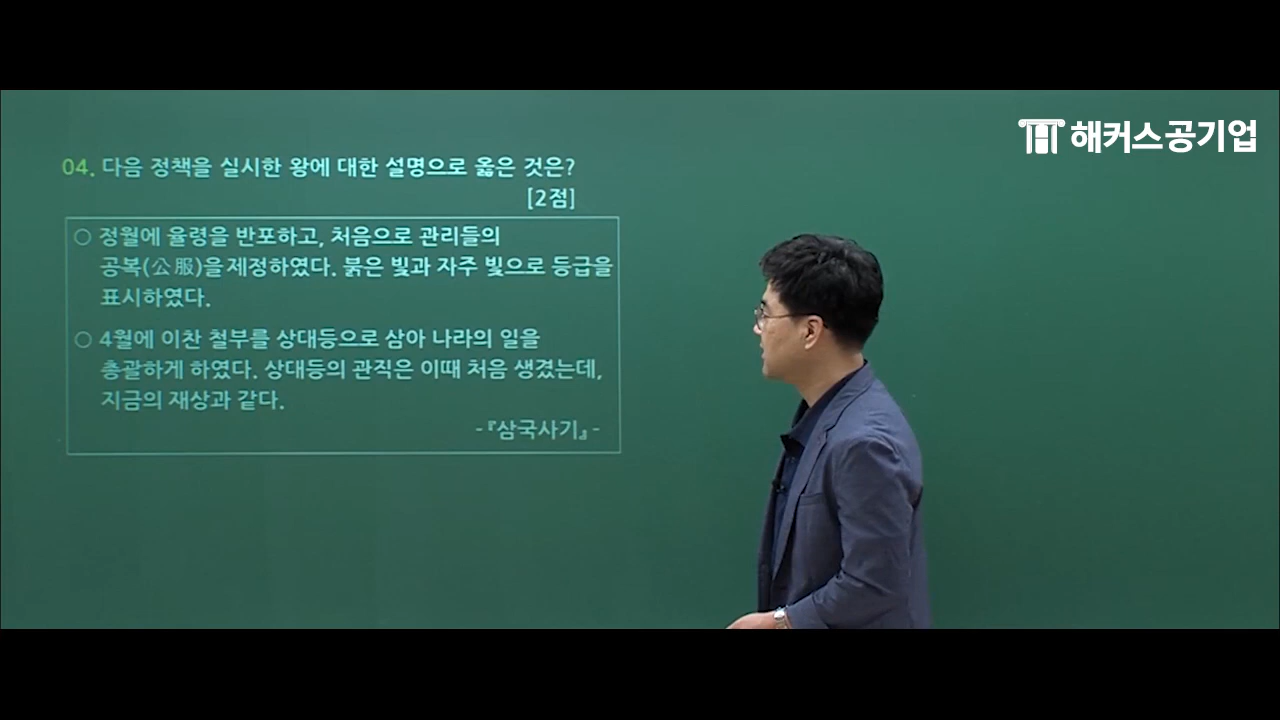 해커스공기업
04. 다음 정책을 실시한 왕에 대한 설명으로 옳은 것은?
[2점]
○ 정월에 율령을 반포하고, 처음으로 관리들의
공복(公服)을 제정하였다. 붉은 빛과 자주 빛으로 등급을
표시하였다.
○ 4월에 이찬 철부를 상대등으로 삼아 나라의 일을
총괄하게 하였다. 상대등의 관직은 이때 처음 생겼는데,
지금의 재상과 같다.
-『삼국사기』-